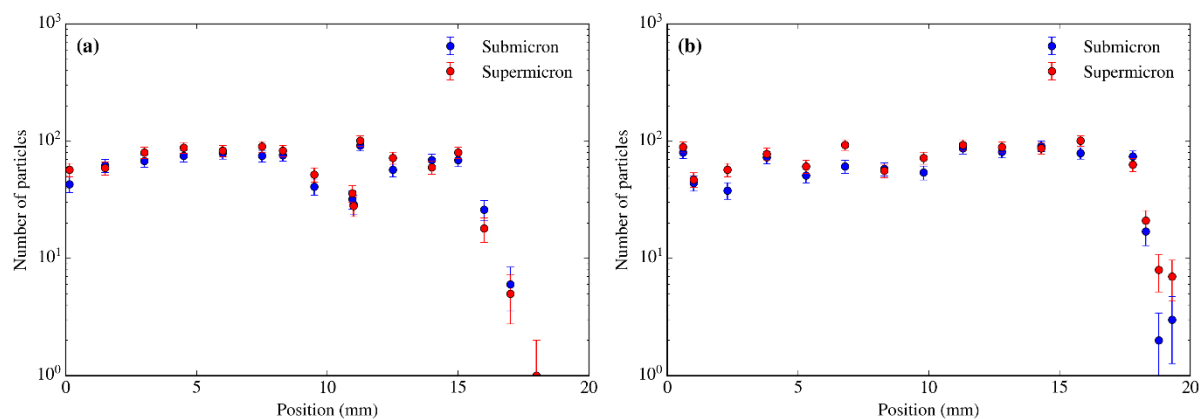 (a)
Submicron
Supermicron
Number of particles
10³
10²
10¹
10⁰
0 5 10 15 20
Position (mm)
(b)
Submicron
Supermicron
Number of particles
10³
10²
10¹
10⁰
0 5 10 15 20
Position (mm)